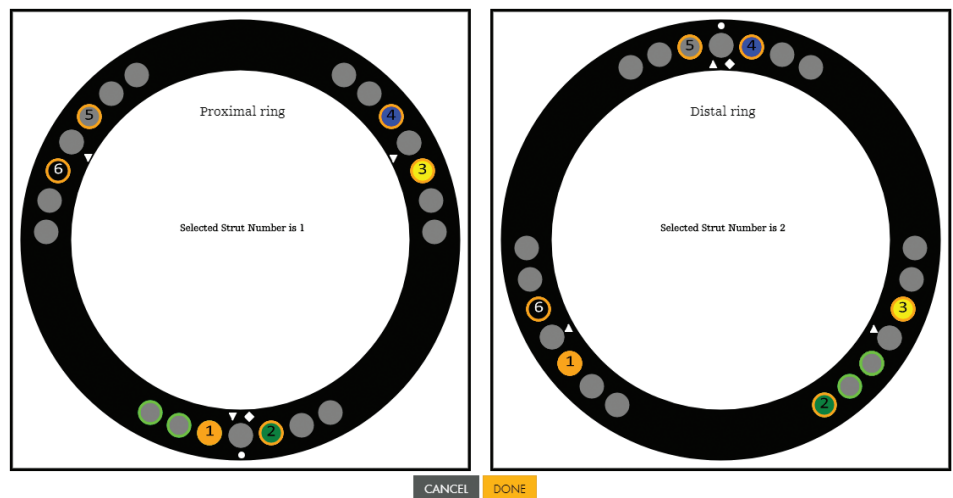 5
4
Proximal ring
6
3
Selected Strut Number is 1
1
2
5
4
Distal ring
Selected Strut Number is 2
6
3
1
2
CANCEL
DONE